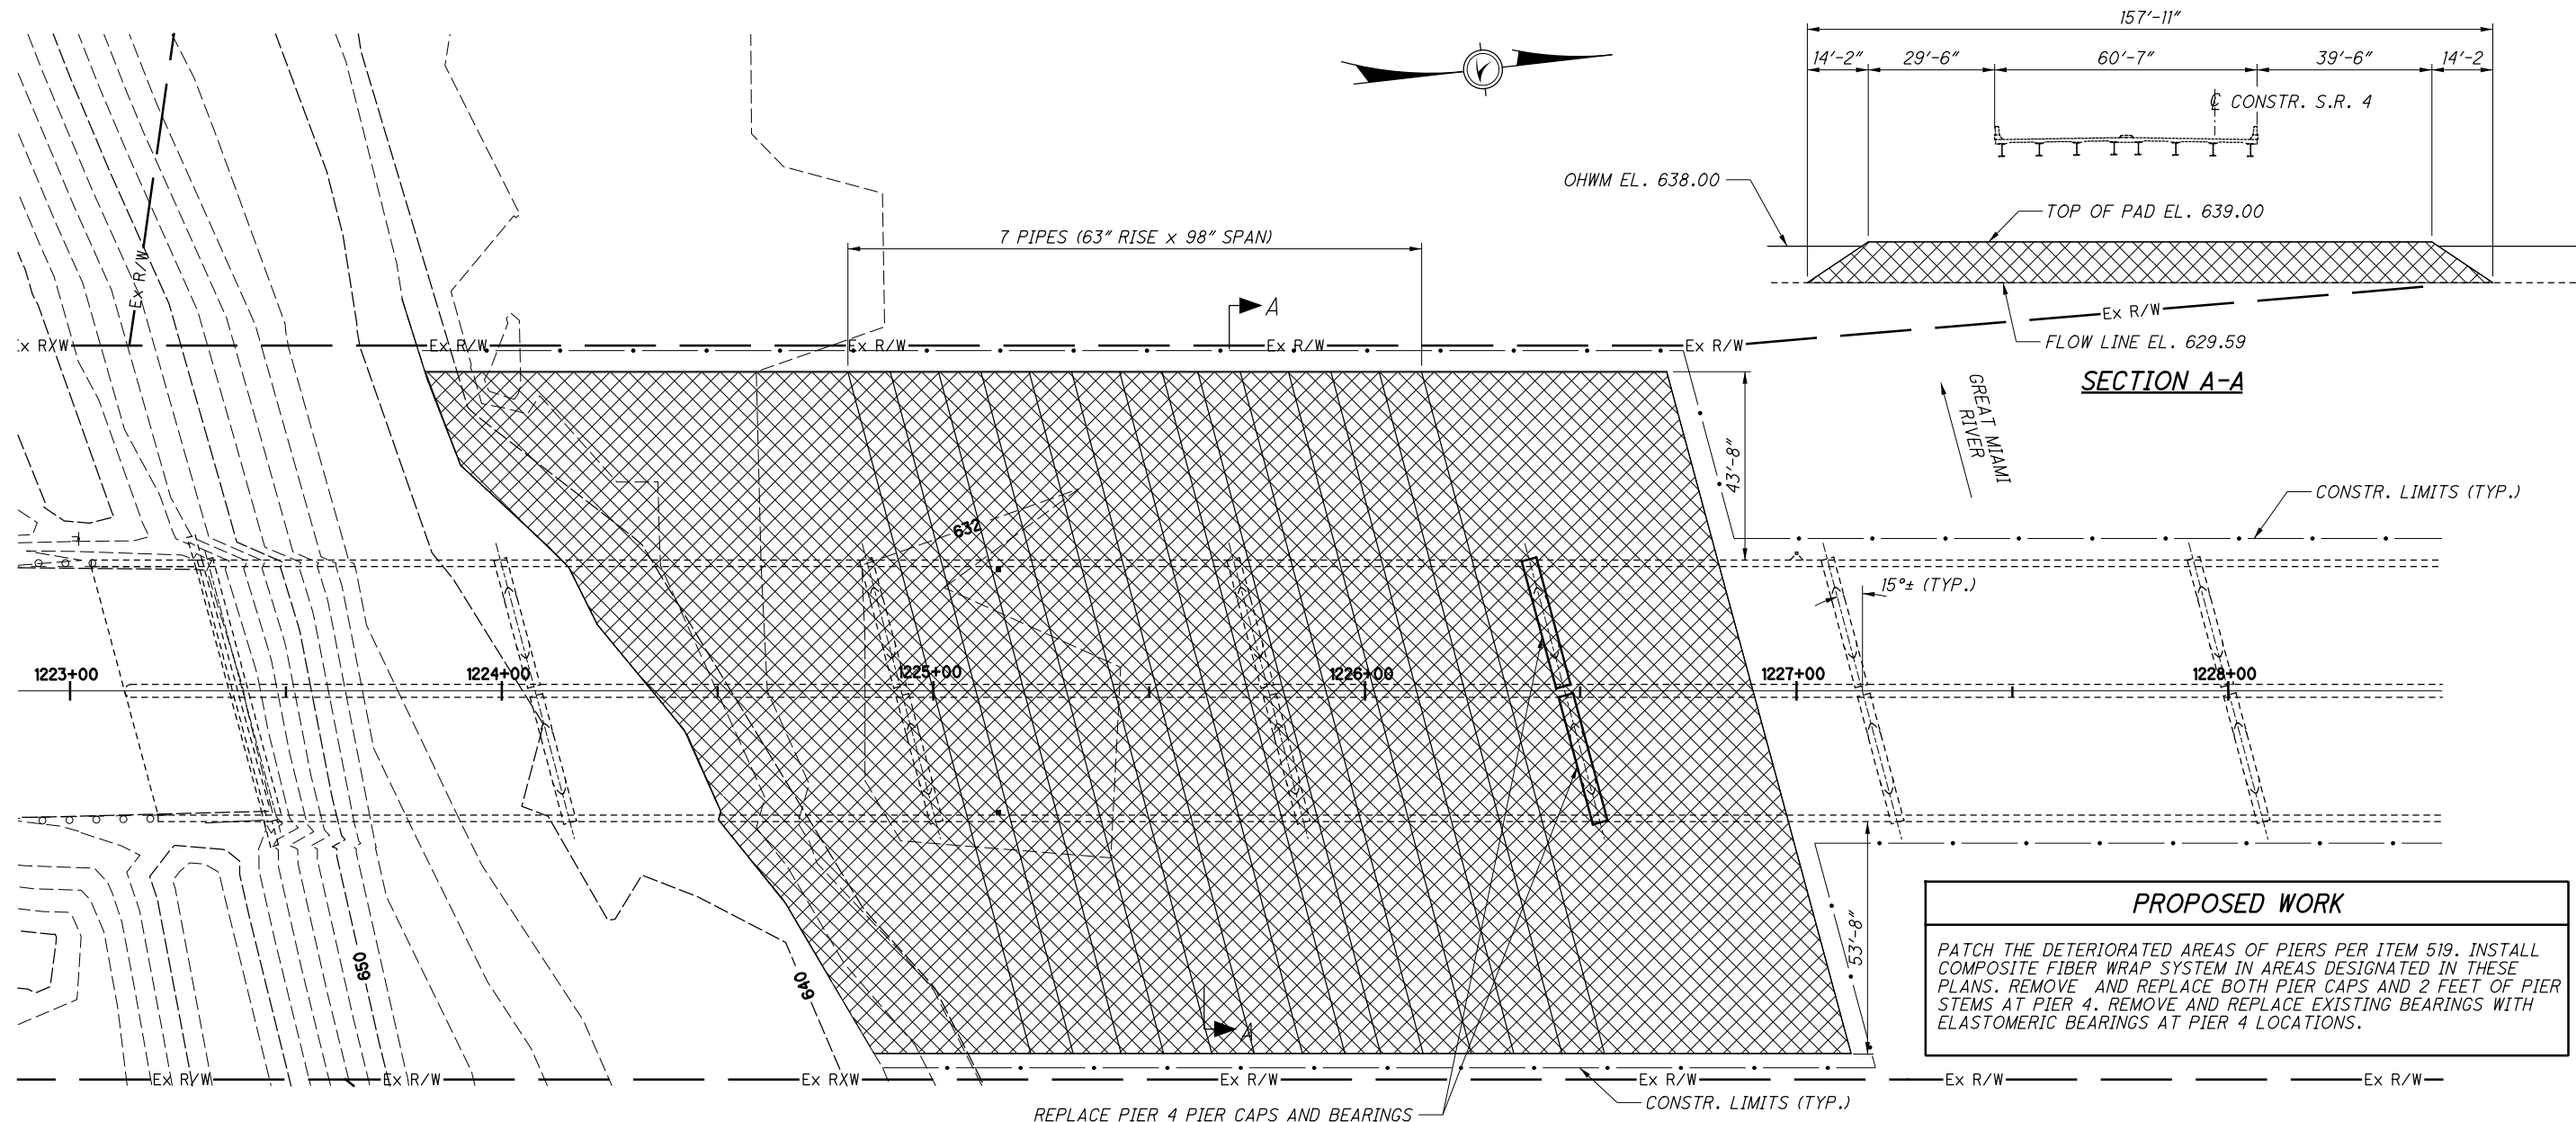 157'-11"
14'-2" 29'-6" 60'-7" 39'-6" 14'-2
℄ CONSTR. S.R. 4
OHWM EL. 638.00
TOP OF PAD EL. 639.00
FLOW LINE EL. 629.59
SECTION A-A
7 PIPES (63" RISE x 98" SPAN)
A
Ex R/W
Ex R/W
x R/W Ex R/W Ex R/W Ex R/W Ex R/W
GREAT MIAMI
RIVER
43'-8"
CONSTR. LIMITS (TYP.)
632
15°± (TYP.)
1223+00 1224+00 1225+00 1226+00 1227+00 1228+00
53'-8"
650
640
A
PROPOSED WORK
PATCH THE DETERIORATED AREAS OF PIERS PER ITEM 519. INSTALL
COMPOSITE FIBER WRAP SYSTEM IN AREAS DESIGNATED IN THESE
PLANS. REMOVE AND REPLACE BOTH PIER CAPS AND 2 FEET OF PIER
STEMS AT PIER 4. REMOVE AND REPLACE EXISTING BEARINGS WITH
ELASTOMERIC BEARINGS AT PIER 4 LOCATIONS.
Ex R/W Ex R/W Ex R/W Ex R/W Ex R/W Ex R/W Ex R/W
CONSTR. LIMITS (TYP.)
REPLACE PIER 4 PIER CAPS AND BEARINGS